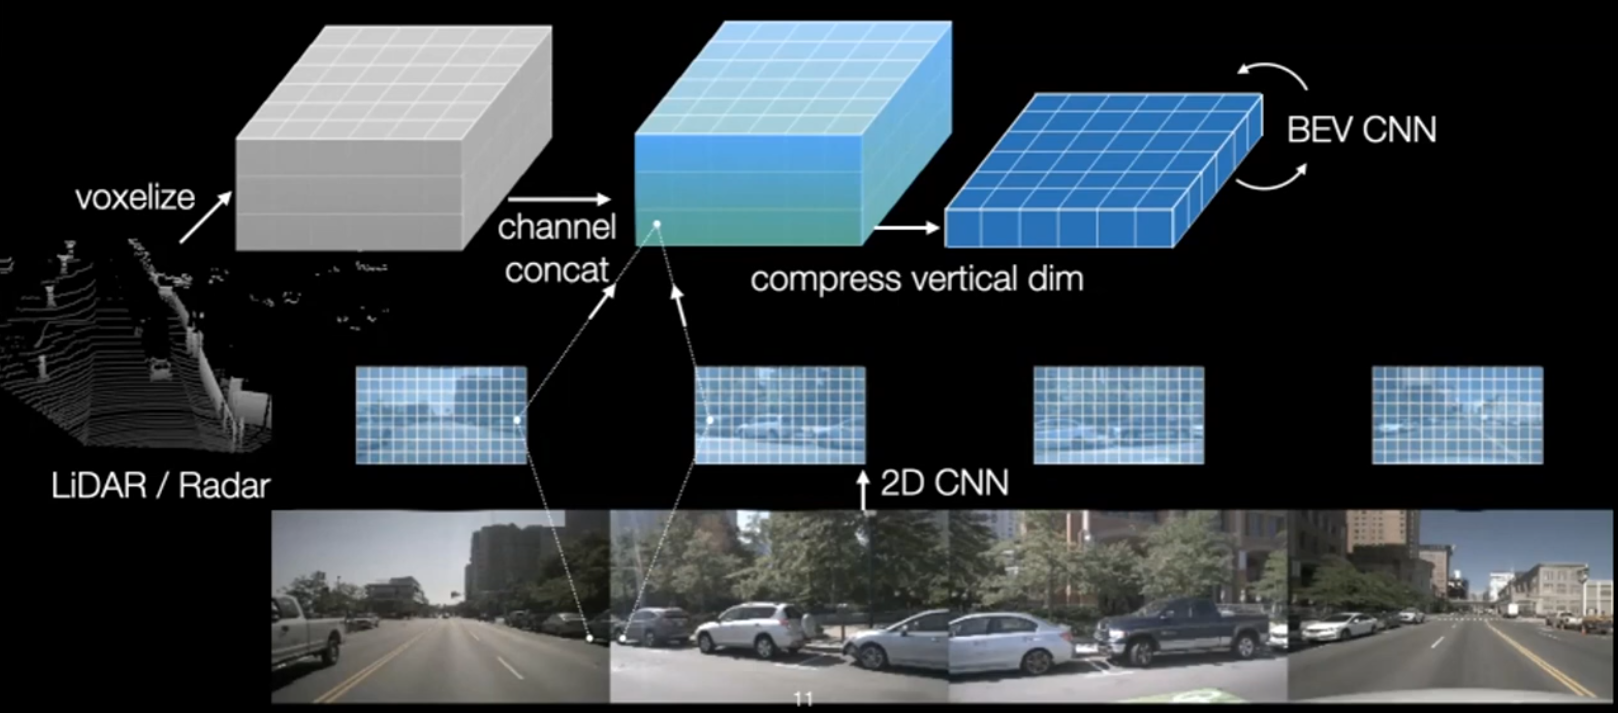 voxelize
channel
concat
compress vertical dim
BEV CNN
LiDAR / Radar
2D CNN
11